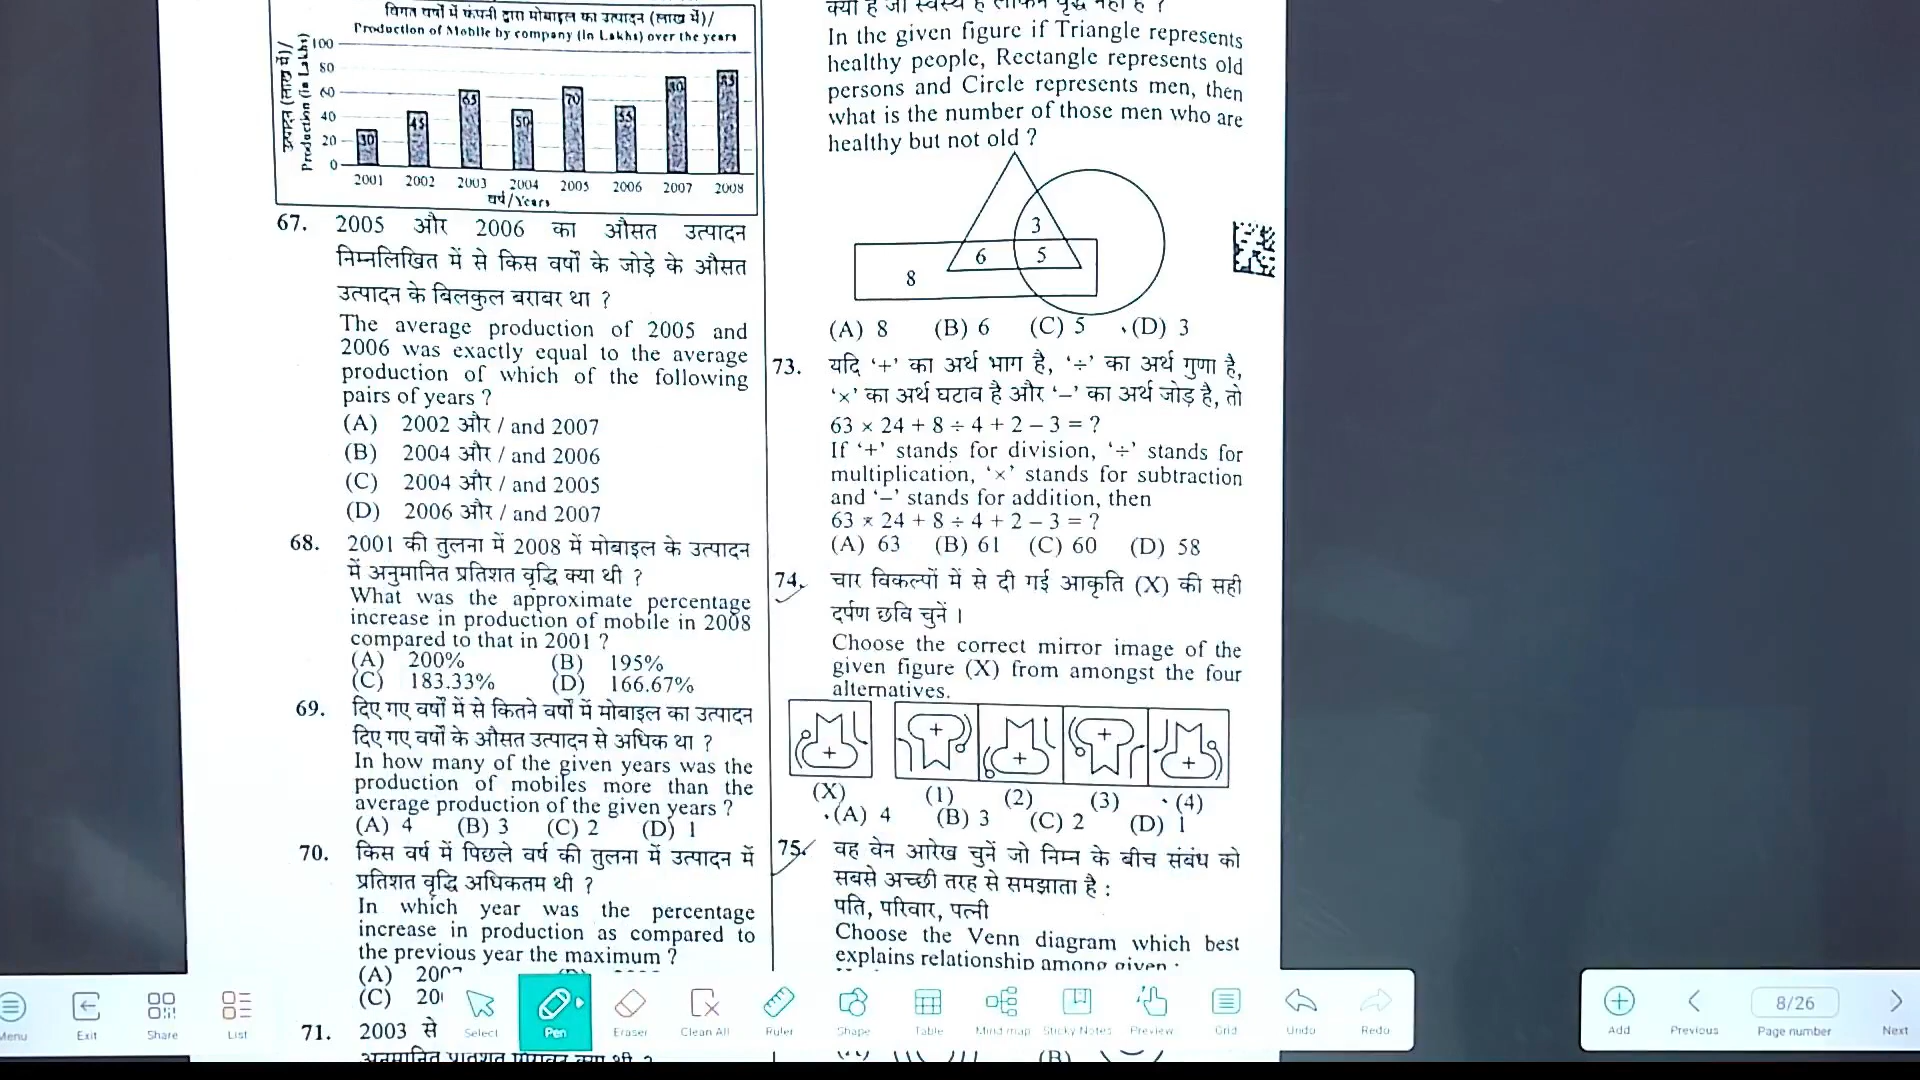 विगत वर्षों में कंपनी द्वारा मोबाइल का उत्पादन (लाख में)/
Production of Mobile by company (in Lakhs) over the years
उत्पादन (लाख में)/
Production (in Lakhs)
100
80
60
40
20
0
30
45
65
50
70
55
80
85
2001 2002 2003 2004 2005 2006 2007 2008
वर्ष/Years
67. 2005 और 2006 का औसत उत्पादन
निम्नलिखित में से किस वर्षों के जोड़े के औसत
उत्पादन के बिलकुल बराबर था ?
The average production of 2005 and
2006 was exactly equal to the average
production of which of the following
pairs of years ?
(A) 2002 और / and 2007
(B) 2004 और / and 2006
(C) 2004 और / and 2005
(D) 2006 और / and 2007
68. 2001 की तुलना में 2008 में मोबाइल के उत्पादन
में अनुमानित प्रतिशत वृद्धि क्या थी ?
What was the approximate percentage
increase in production of mobile in 2008
compared to that in 2001 ?
(A) 200% (B) 195%
(C) 183.33% (D) 166.67%
69. दिए गए वर्षों में से कितने वर्षों में मोबाइल का उत्पादन
दिए गए वर्षों के औसत उत्पादन से अधिक था ?
In how many of the given years was the
production of mobiles more than the
average production of the given years ?
(A) 4 (B) 3 (C) 2 (D) 1
70. किस वर्ष में पिछले वर्ष की तुलना में उत्पादन में
प्रतिशत वृद्धि अधिकतम थी ?
In which year was the percentage
increase in production as compared to
the previous year the maximum ?
(A)
(C)
71. 2003 से
क्या है जो स्वस्थ हैं लेकिन वृद्ध नहीं हैं ?
In the given figure if Triangle represents
healthy people, Rectangle represents old
persons and Circle represents men, then
what is the number of those men who are
healthy but not old ?
3
6 5
8
(A) 8 (B) 6 (C) 5 (D) 3
73. यदि ‘+’ का अर्थ भाग है, ‘÷’ का अर्थ गुणा है,
‘×’ का अर्थ घटाव है और ‘–’ का अर्थ जोड़ है, तो
63 × 24 + 8 ÷ 4 + 2 – 3 = ?
If ‘+’ stands for division, ‘÷’ stands for
multiplication, ‘×’ stands for subtraction
and ‘–’ stands for addition, then
63 × 24 + 8 ÷ 4 + 2 – 3 = ?
(A) 63 (B) 61 (C) 60 (D) 58
74. चार विकल्पों में से दी गई आकृति (X) की सही
दर्पण छवि चुनें ।
Choose the correct mirror image of the
given figure (X) from amongst the four
alternatives.
(X) (1) (2) (3) (4)
(A) 4 (B) 3 (C) 2 (D) 1
75. वह वेन आरेख चुनें जो निम्न के बीच संबंध को
सबसे अच्छी तरह से समझाता है :
पति, परिवार, पत्नी
Choose the Venn diagram which best
explains relationship among given :
(B)
Menu Exit Share List Select Pen Eraser Clean All Ruler Shape Table Mind map Sticky Notes Preview Grid Undo Redo
Add Previous 8/26 Page number Next